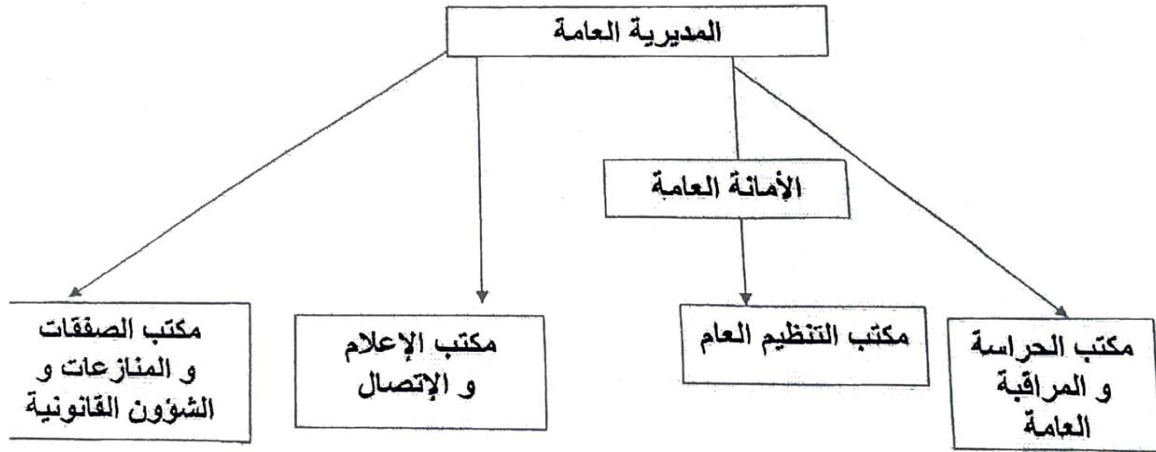 المديرية العامة
الأمانة العامة
مكتب الحراسة
و المراقبة
العامة
مكتب التنظيم العام
مكتب الإعلام
و الإتصال
مكتب الصفقات
و المنازعات و
الشؤون القانونية